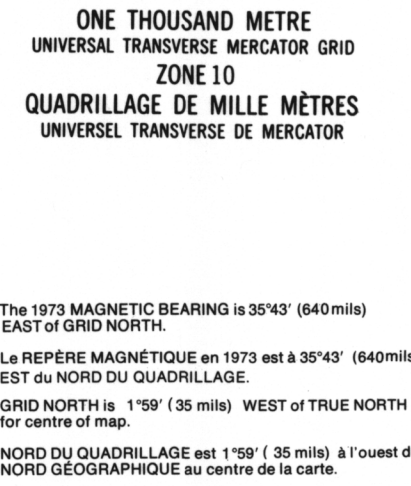 ONE THOUSAND METRE
UNIVERSAL TRANSVERSE MERCATOR GRID
ZONE 10
QUADRILLAGE DE MILLE MÈTRES
UNIVERSEL TRANSVERSE DE MERCATOR
The 1973 MAGNETIC BEARING is 35°43′ (640 mils)
EAST of GRID NORTH.
Le REPÈRE MAGNÉTIQUE en 1973 est à 35°43′ (640 mils
EST du NORD DU QUADRILLAGE.
GRID NORTH is 1°59′ ( 35 mils) WEST of TRUE NORTH
for centre of map.
NORD DU QUADRILLAGE est 1°59′ ( 35 mils) à l'ouest d
NORD GÉOGRAPHIQUE au centre de la carte.